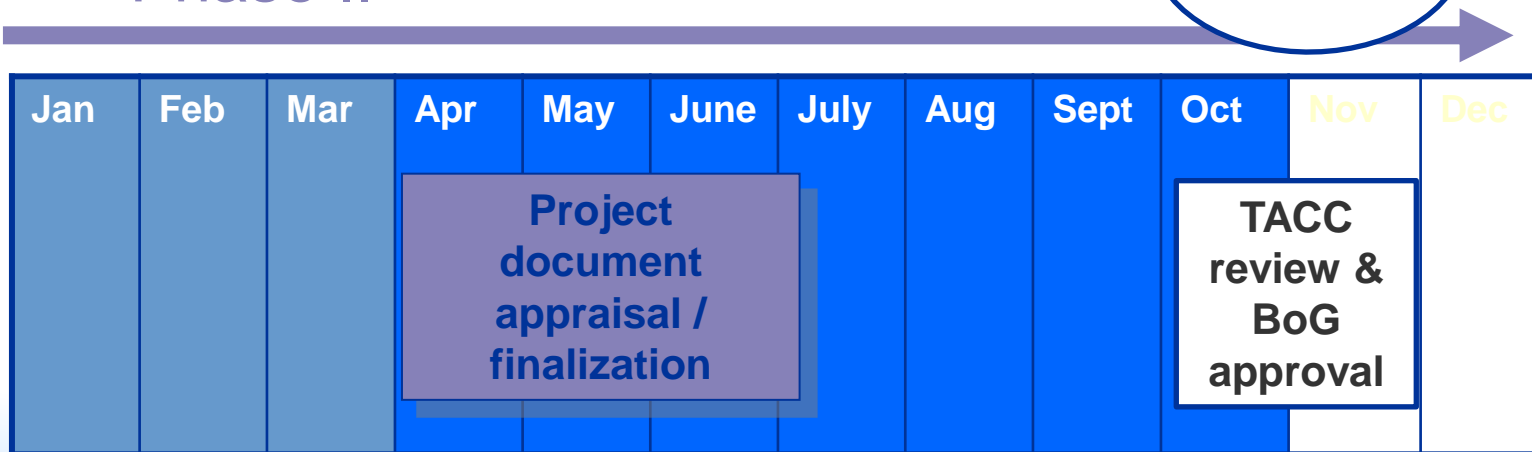 Jan Feb Mar Apr May June July Aug Sept Oct Nov Dec
Project
document
appraisal /
finalization
TACC
review &
BoG
approval